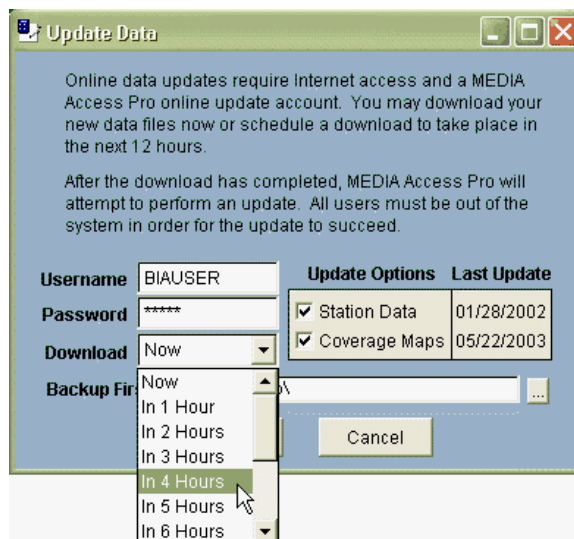 Update Data
Online data updates require Internet access and a MEDIA
Access Pro online update account. You may download your
new data files now or schedule a download to take place in
the next 12 hours.
After the download has completed, MEDIA Access Pro will
attempt to perform an update. All users must be out of the
system in order for the update to succeed.
Username BIAUSER
Password *****
Download Now
Update Options Last Update
Station Data 01/28/2002
Coverage Maps 05/22/2003
Backup Fir
\
...
Now
In 1 Hour
In 2 Hours
In 3 Hours
In 4 Hours
In 5 Hours
In 6 Hours
Cancel